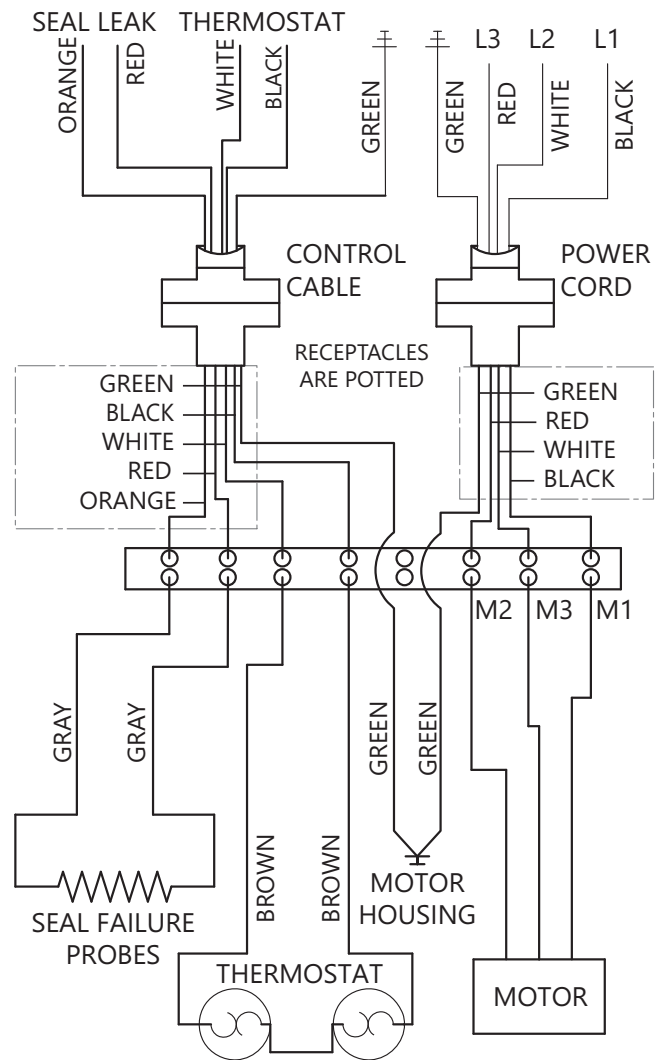 SEAL LEAK THERMOSTAT
L3 L2 L1
ORANGE
RED
WHITE
BLACK
GREEN
GREEN
RED
WHITE
BLACK
CONTROL
CABLE
POWER
CORD
RECEPTACLES
ARE POTTED
GREEN
BLACK
WHITE
RED
ORANGE
GREEN
RED
WHITE
BLACK
M2 M3 M1
GRAY
GRAY
GREEN
GREEN
BROWN
BROWN
SEAL FAILURE
PROBES
MOTOR
HOUSING
THERMOSTAT
MOTOR